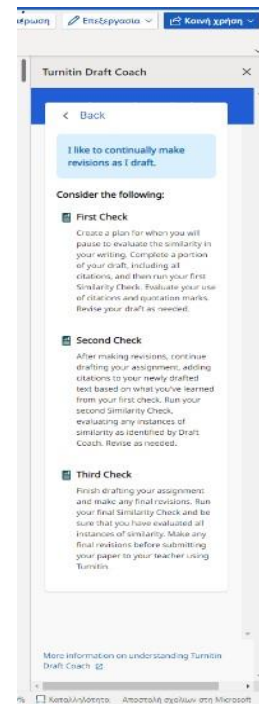 Επεξεργασία
Κοινή χρήση
Turnitin Draft Coach
Back
I like to continually make
revisions as I draft.
Consider the following:
First Check
Create a plan for when you will
pause to evaluate the similarity in
your writing. Complete a portion
of your draft, including all
citations, and then run your first
Similarity Check. Evaluate your use
of citations and quotation marks.
Revise your draft as needed.
Second Check
After making revisions, continue
drafting your assignment, adding
citations to your newly drafted
text based on what you've learned
from your first check. Run your
second Similarity Check,
evaluating any instances of
similarity as identified by Draft
Coach. Revise as needed.
Third Check
Finish drafting your assignment
and make any final revisions. Run
your final Similarity Check and be
sure that you have evaluated all
instances of similarity. Make any
final revisions before submitting
your paper to your teacher using
Turnitin.
More information on understanding Turnitin
Draft Coach
Καταλληλότητα Αποστολή σχολίων στη Microsoft